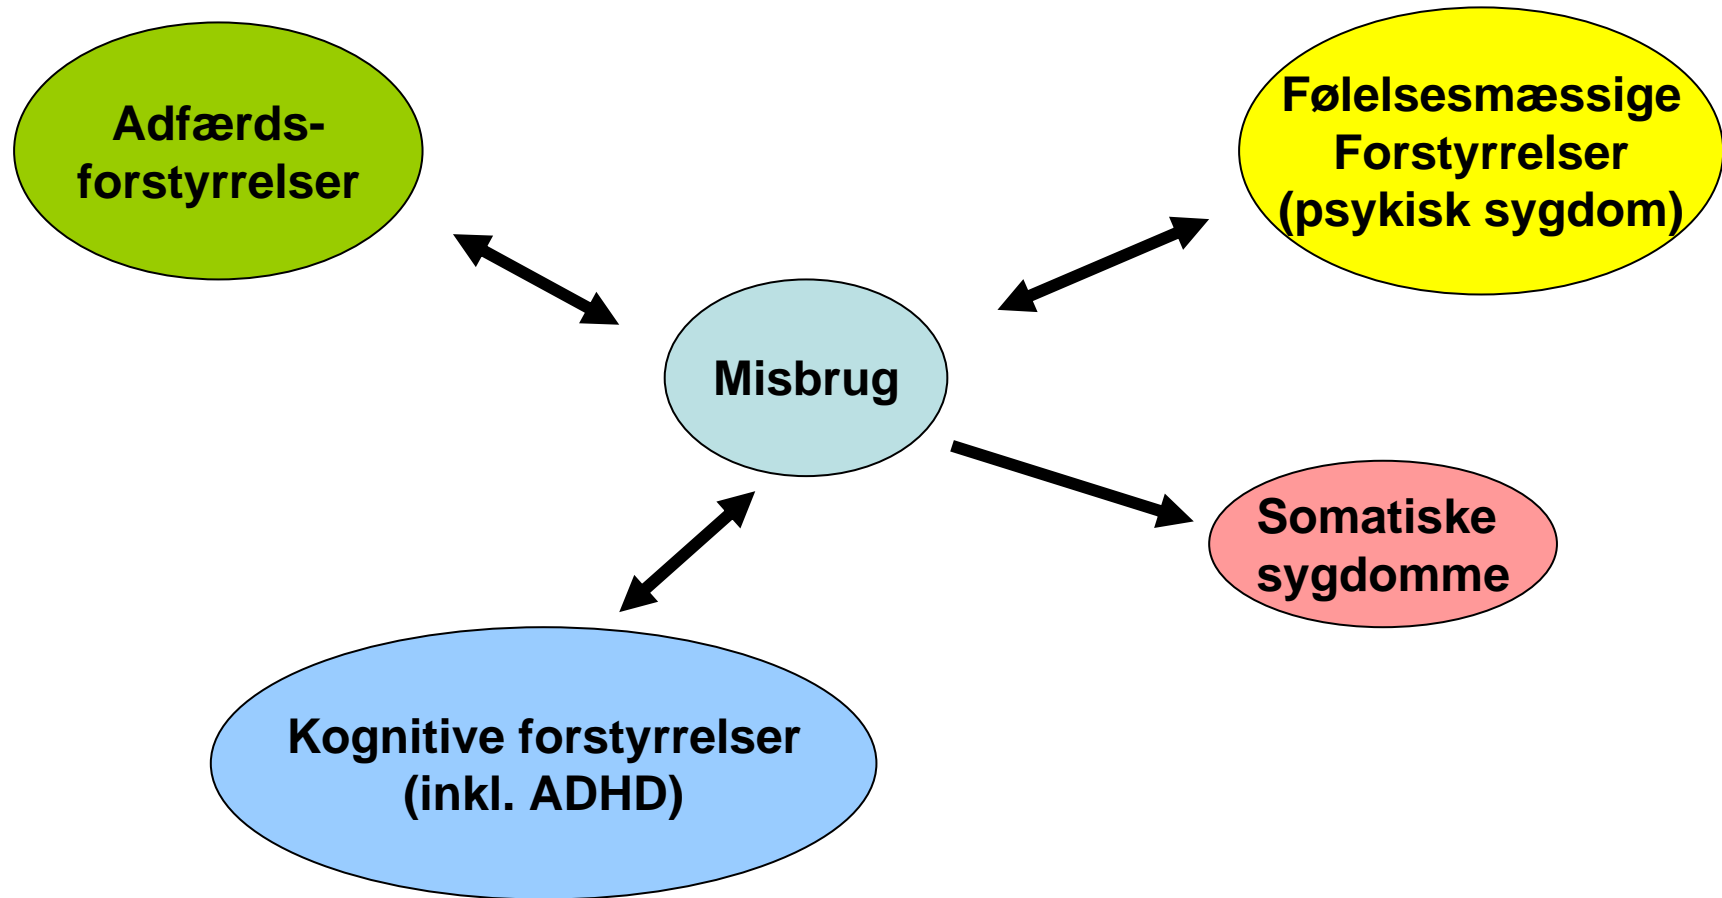 Adfærds-
forstyrrelser
Følelsesmæssige
Forstyrrelser
(psykisk sygdom)
Misbrug
Somatiske
sygdomme
Kognitive forstyrrelser
(inkl. ADHD)